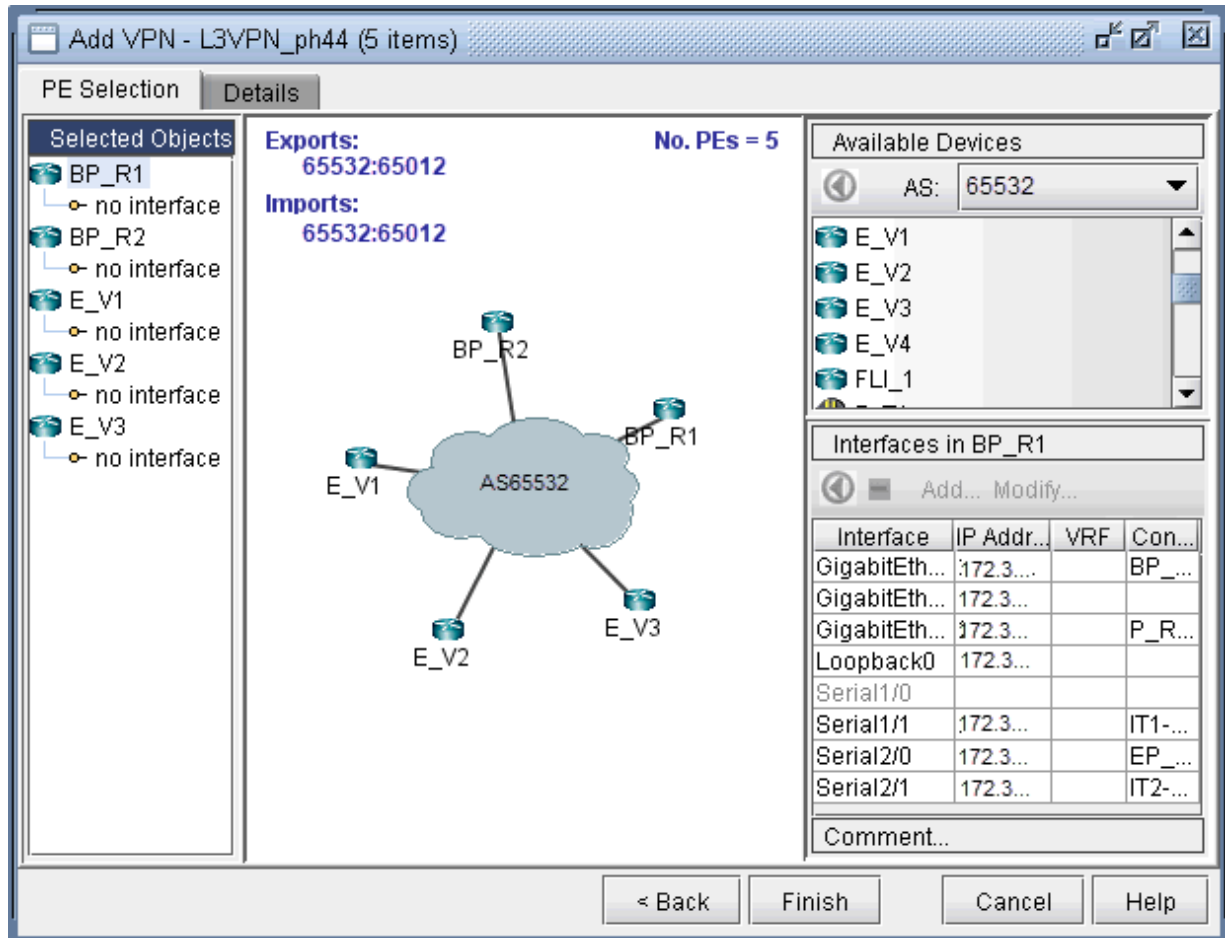 Add VPN - L3VPN_ph44 (5 items)
PE Selection
Details
Selected Objects
BP_R1
no interface
BP_R2
no interface
E_V1
no interface
E_V2
no interface
E_V3
no interface
Exports:
65532:65012
Imports:
65532:65012
No. PEs = 5
BP_R2
BP_R1
E_V1
AS65532
E_V3
E_V2
Available Devices
AS: 65532
E_V1
E_V2
E_V3
E_V4
FLI_1
Interfaces in BP_R1
Add... Modify...
Interface IP Addr... VRF Con...
GigabitEth... 172.3... BP_...
GigabitEth... 172.3...
GigabitEth... 172.3... P_R...
Loopback0 172.3...
Serial1/0
Serial1/1 172.3... IT1-...
Serial2/0 172.3... EP_...
Serial2/1 172.3... IT2-...
Comment...
< Back Finish Cancel Help